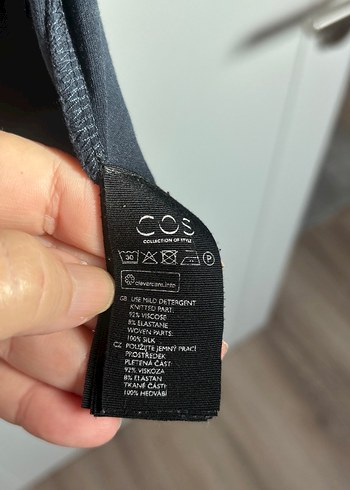 COS
COLLECTION OF STYLE
30 P
clevercare.info
GB USE MILD DETERGENT
KNITTED PART:
92% VISCOSE
8% ELASTANE
WOVEN PARTS:
100% SILK
CZ POUŽIJTE JEMNÝ PRACÍ
PROSTŘEDEK
PLETENÁ ČÁST:
92% VISKÓZA
8% ELASTAN
TKANÉ ČÁSTI:
100% HEDVÁBÍ